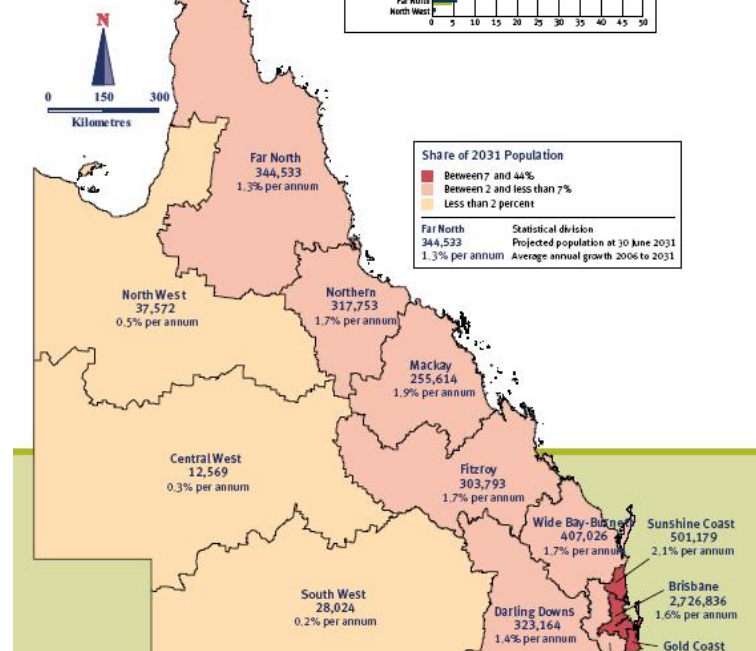 Far North
North West
0 5 10 15 20 25 30 35 40 45 50
N
0 150 300
Kilometres
Share of 2031 Population
Between 7 and 44%
Between 2 and less than 7%
Less than 2 percent
Far North Statistical division
344,533 Projected population at 30 June 2031
1.3% per annum Average annual growth 2006 to 2031
Far North
344,533
1.3% per annum
North West
37,572
0.5% per annum
Northern
317,753
1.7% per annum
Mackay
255,614
1.9% per annum
Central West
12,569
0.3% per annum
Fitzroy
303,793
1.7% per annum
Wide Bay-Burnett
407,026
1.7% per annum
Sunshine Coast
501,179
2.1% per annum
South West
28,024
0.2% per annum
Darling Downs
323,164
1.4% per annum
Brisbane
2,726,836
1.6% per annum
Gold Coast